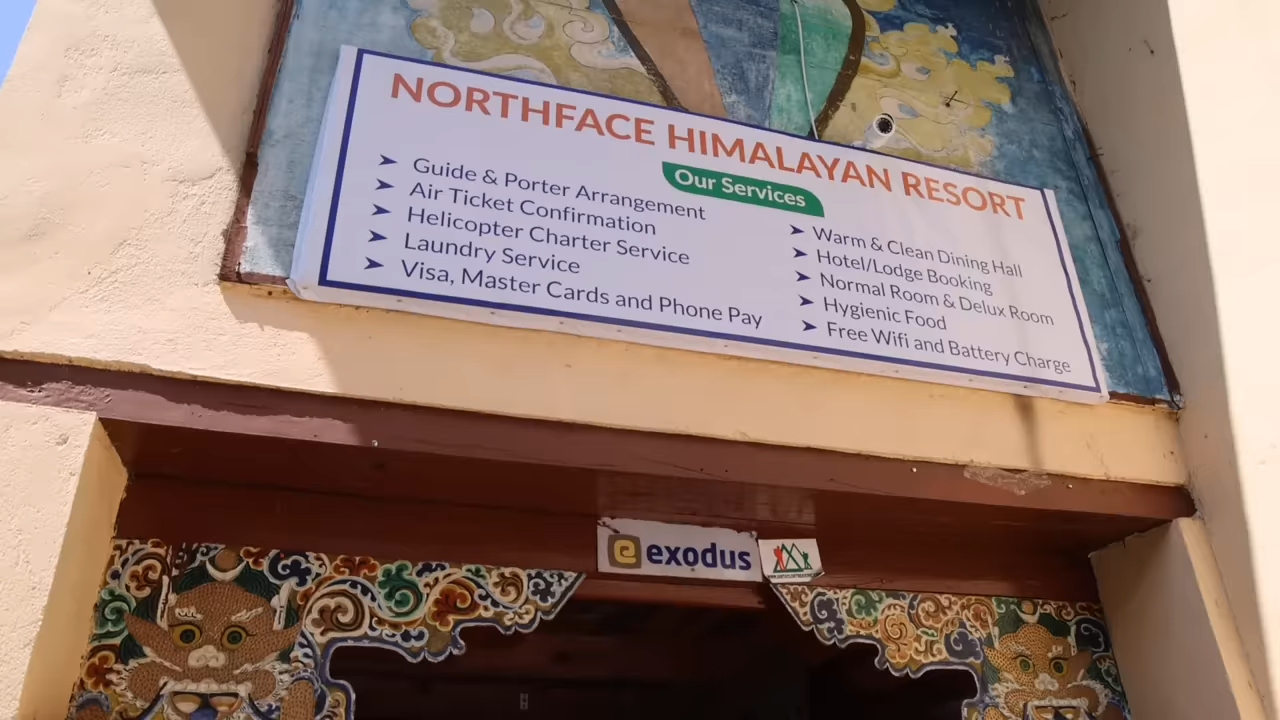 NORTHFACE HIMALAYAN RESORT
Our Services
Guide & Porter Arrangement
Air Ticket Confirmation
Helicopter Charter Service
Laundry Service
Visa, Master Cards and Phone Pay
Warm & Clean Dining Hall
Hotel/Lodge Booking
Normal Room & Delux Room
Hygienic Food
Free Wifi and Battery Charge
e exodus